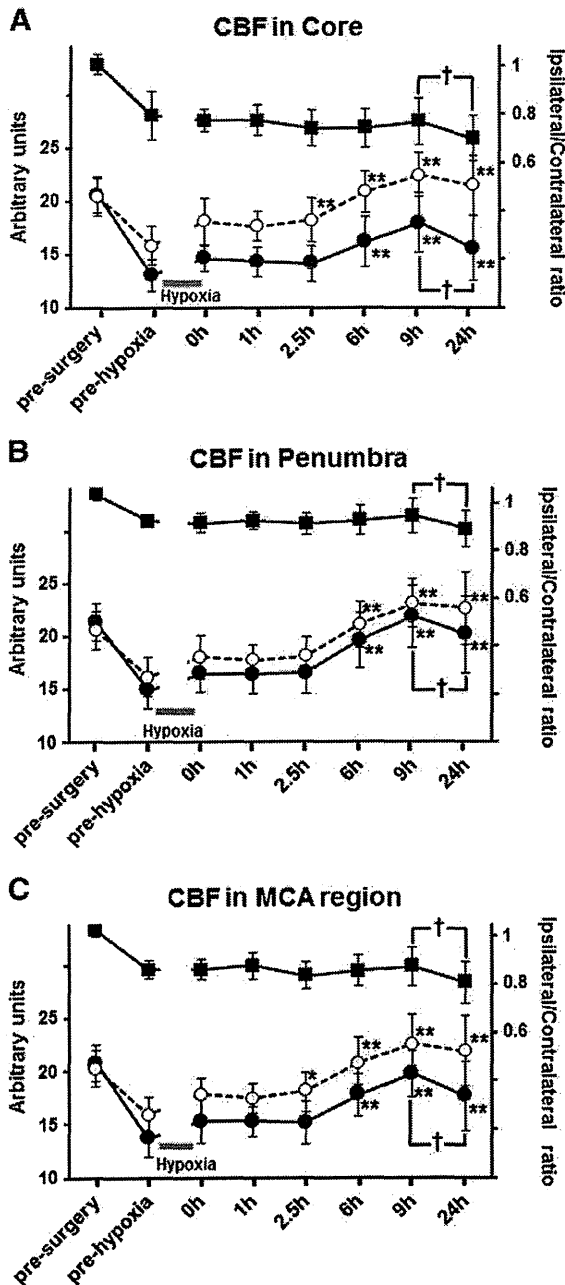 A
CBF in Core
Arbitrary units
25
20
15
10
1
0.8
0.6
Ipsilateral/Contralateral ratio
†
**
**
**
**
**
**
**
†
Hypoxia
pre-surgery
pre-hypoxia
0h
1h
2.5h
6h
9h
24h
B
CBF in Penumbra
Arbitrary units
25
20
15
10
1
0.8
0.6
Ipsilateral/Contralateral ratio
†
**
**
**
**
**
**
†
Hypoxia
pre-surgery
pre-hypoxia
0h
1h
2.5h
6h
9h
24h
C
CBF in MCA region
Arbitrary units
25
20
15
10
1
0.8
0.6
Ipsilateral/Contralateral ratio
†
*
**
**
**
**
**
**
†
Hypoxia
pre-surgery
pre-hypoxia
0h
1h
2.5h
6h
9h
24h